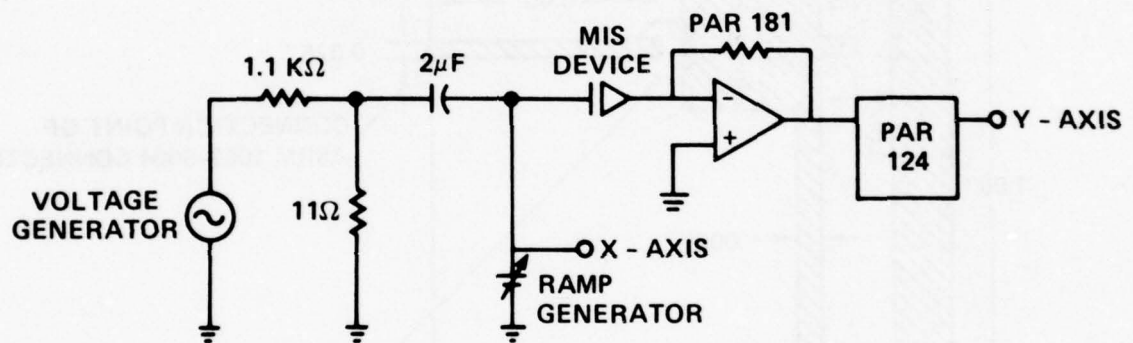 PAR 181
MIS
DEVICE
1.1 KΩ
2μF
PAR
124
Y - AXIS
VOLTAGE
GENERATOR
11Ω
X - AXIS
RAMP
GENERATOR